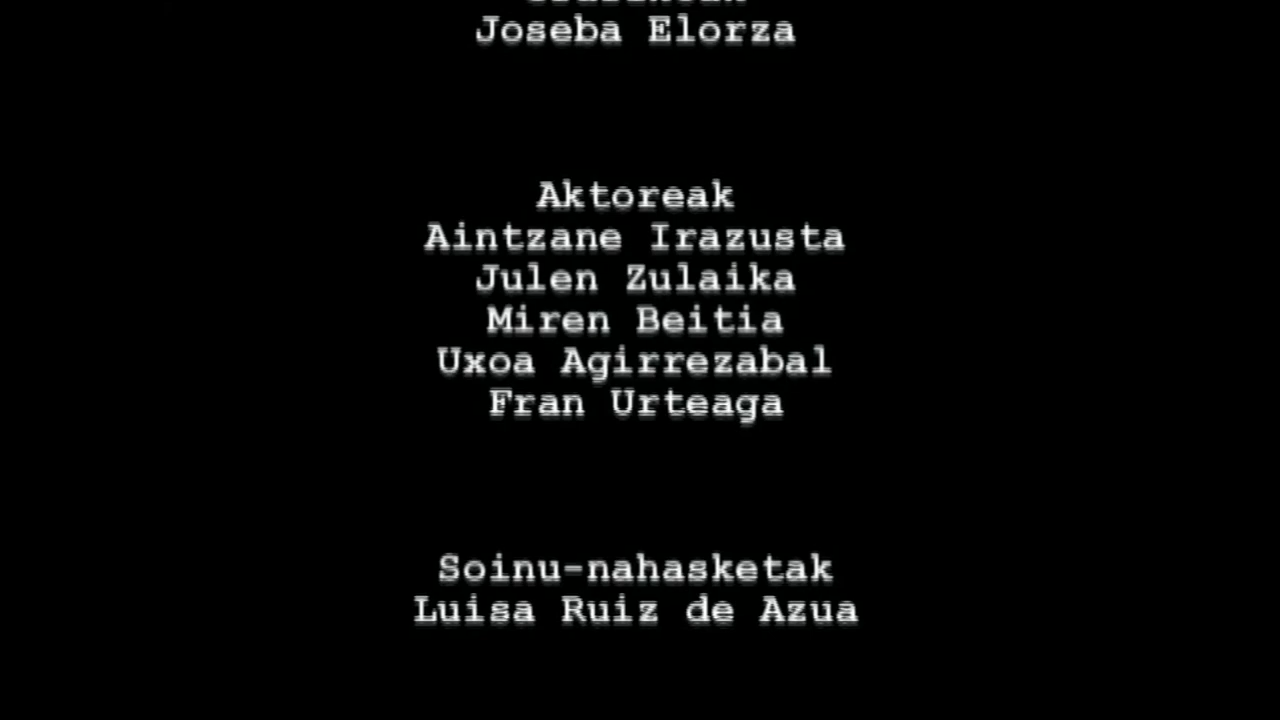 Joseba Elorza
Aktoreak
Aintzane Irazusta
Julen Zulaika
Miren Beitia
Uxoa Agirrezabal
Fran Urteaga
Soinu-nahasketak
Luisa Ruiz de Azua